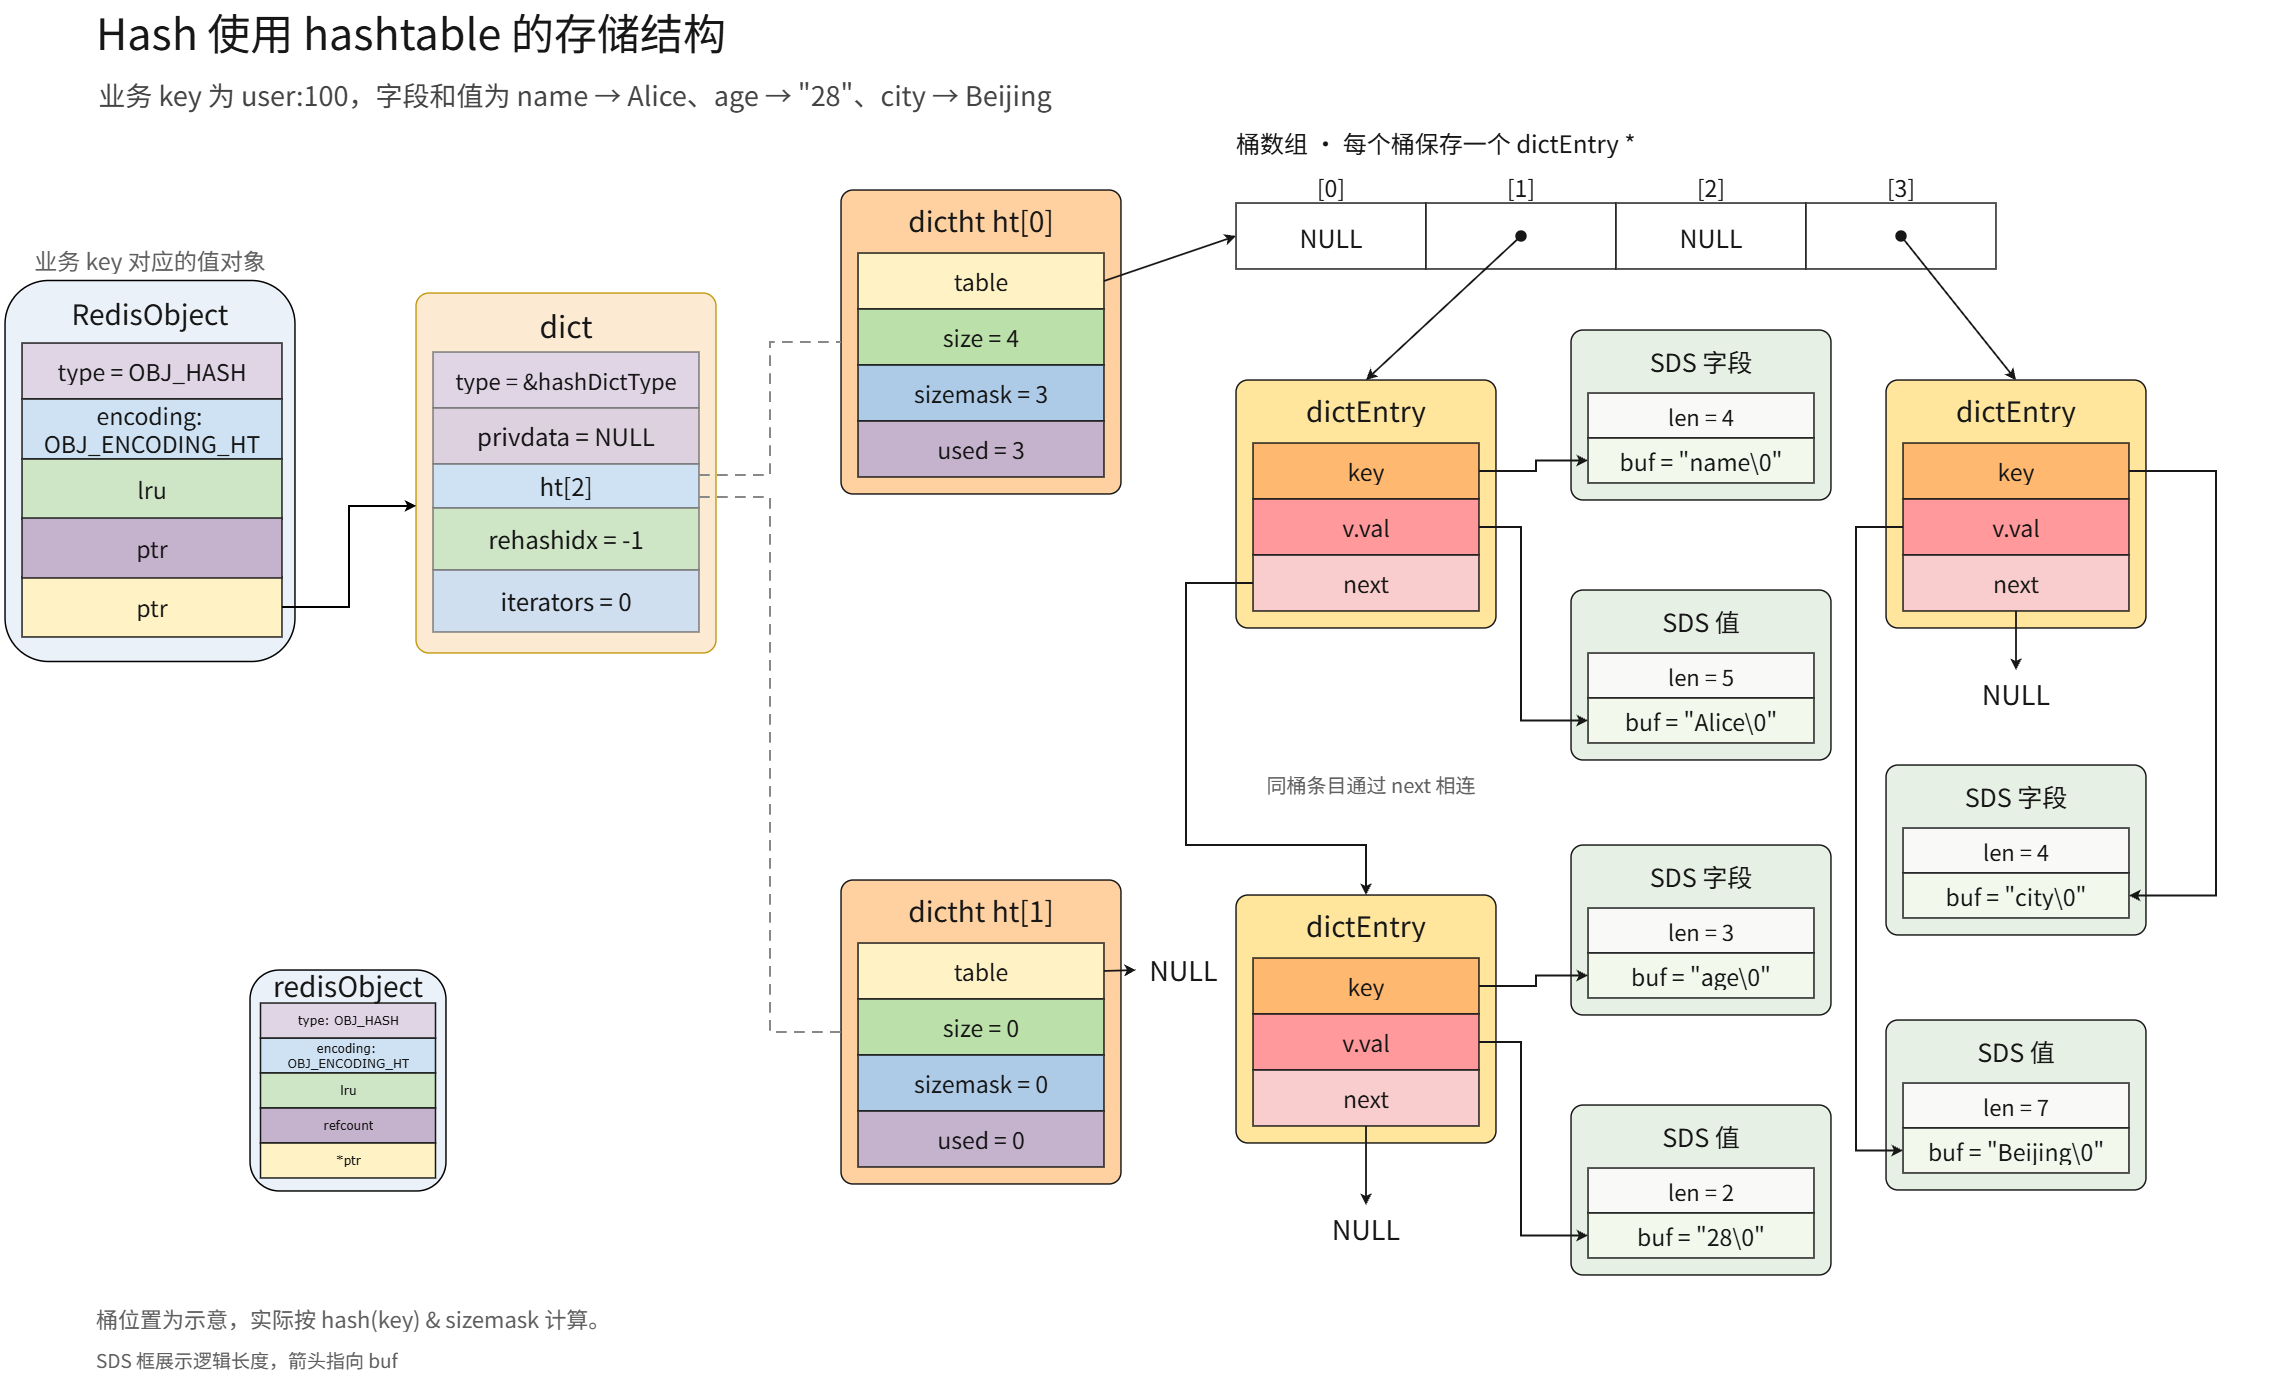 Hash 使用 hashtable 的存储结构
业务 key 为 user:100，字段和值为 name → Alice、age → "28"、city → Beijing
业务 key 对应的值对象
RedisObject
type = OBJ_HASH
encoding:
OBJ_ENCODING_HT
lru
ptr
ptr
dict
type = &hashDictType
privdata = NULL
ht[2]
rehashidx = -1
iterators = 0
dictht ht[0]
table
size = 4
sizemask = 3
used = 3
桶数组 · 每个桶保存一个 dictEntry *
[0] [1] [2] [3]
NULL NULL
dictEntry
key
v.val
next
SDS 字段
len = 4
buf = "name\0"
SDS 值
len = 5
buf = "Alice\0"
dictEntry
key
v.val
next
NULL
SDS 字段
len = 4
buf = "city\0"
SDS 值
len = 7
buf = "Beijing\0"
同桶条目通过 next 相连
dictEntry
key
v.val
next
NULL
SDS 字段
len = 3
buf = "age\0"
SDS 值
len = 2
buf = "28\0"
dictht ht[1]
table
NULL
size = 0
sizemask = 0
used = 0
redisObject
type: OBJ_HASH
encoding:
OBJ_ENCODING_HT
lru
refcount
*ptr
桶位置为示意，实际按 hash(key) & sizemask 计算。
SDS 框展示逻辑长度，箭头指向 buf